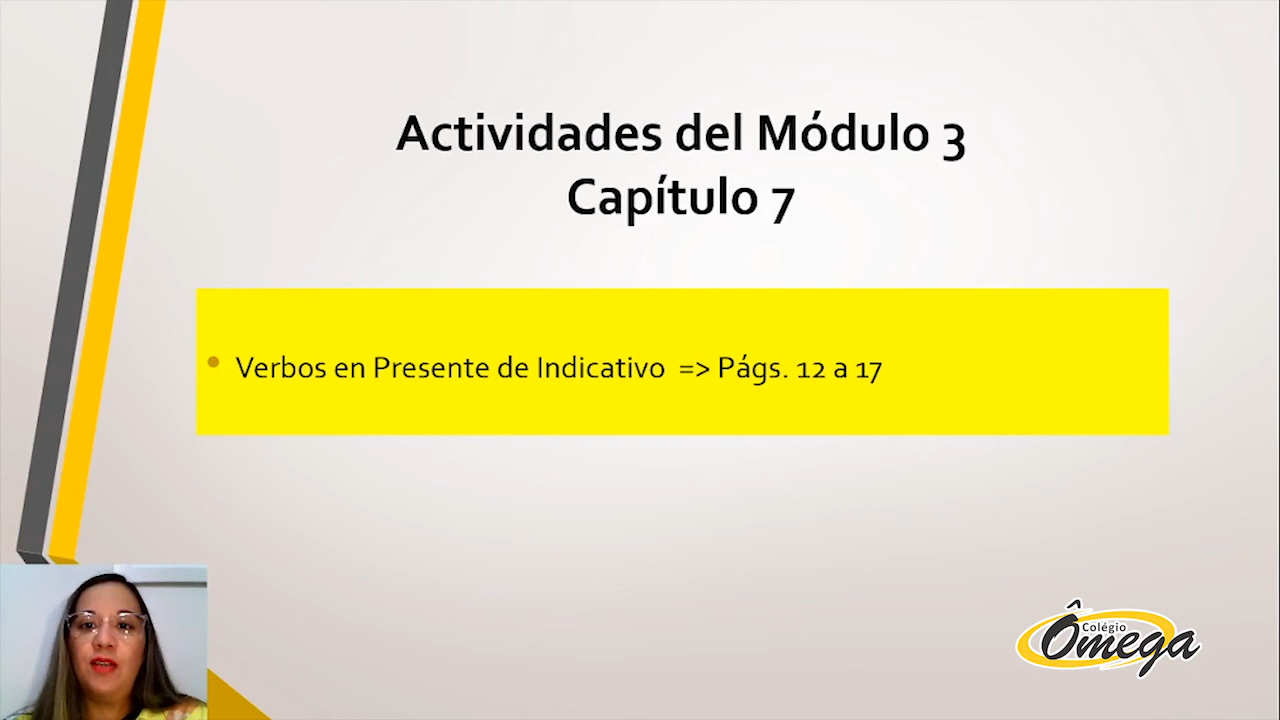 Actividades del Módulo 3
Capítulo 7
Verbos en Presente de Indicativo => Págs. 12 a 17
Colégio
Ômega